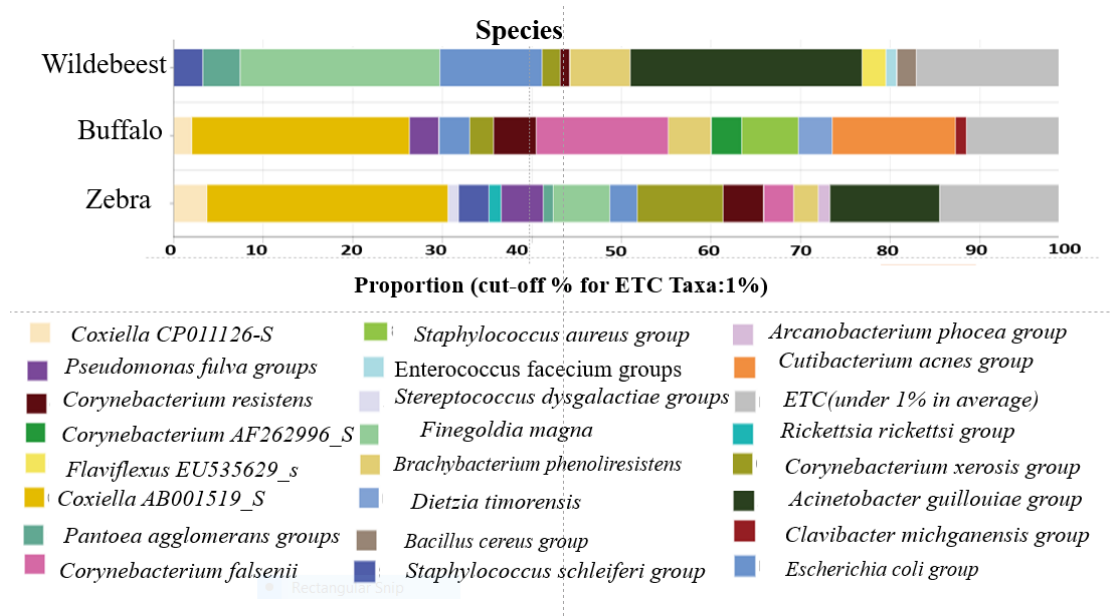 Species
Wildebeest
Buffalo
Zebra
0 10 20 30 40 50 60 70 80 90 100
Proportion (cut-off % for ETC Taxa:1%)
Coxiella CP011126-S
Pseudomonas fulva groups
Corynebacterium resistens
Corynebacterium AF262996_S
Flaviflexus EU535629_s
Coxiella AB001519_S
Pantoea agglomerans groups
Corynebacterium falsenii
Staphylococcus aureus group
Enterococcus facecium groups
Stereptococcus dysgalactiae groups
Finegoldia magna
Brachybacterium phenoliresistens
Dietzia timorensis
Bacillus cereus group
Staphylococcus schleiferi group
Arcanobacterium phocea group
Cutibacterium acnes group
ETC(under 1% in average)
Rickettsia rickettsi group
Corynebacterium xerosis group
Acinetobacter guillouiae group
Clavibacter michganensis group
Escherichia coli group
Rectangular Snip